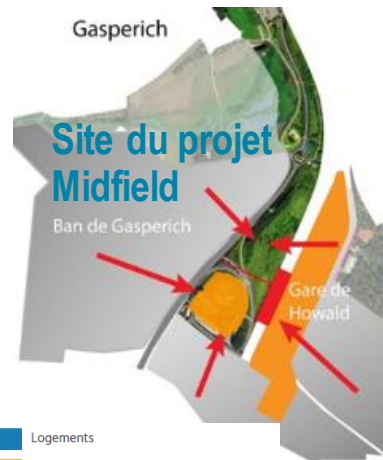 Gasperich
Site du projet
Midfield
Ban de Gasperich
Gare de
Howald
Logements